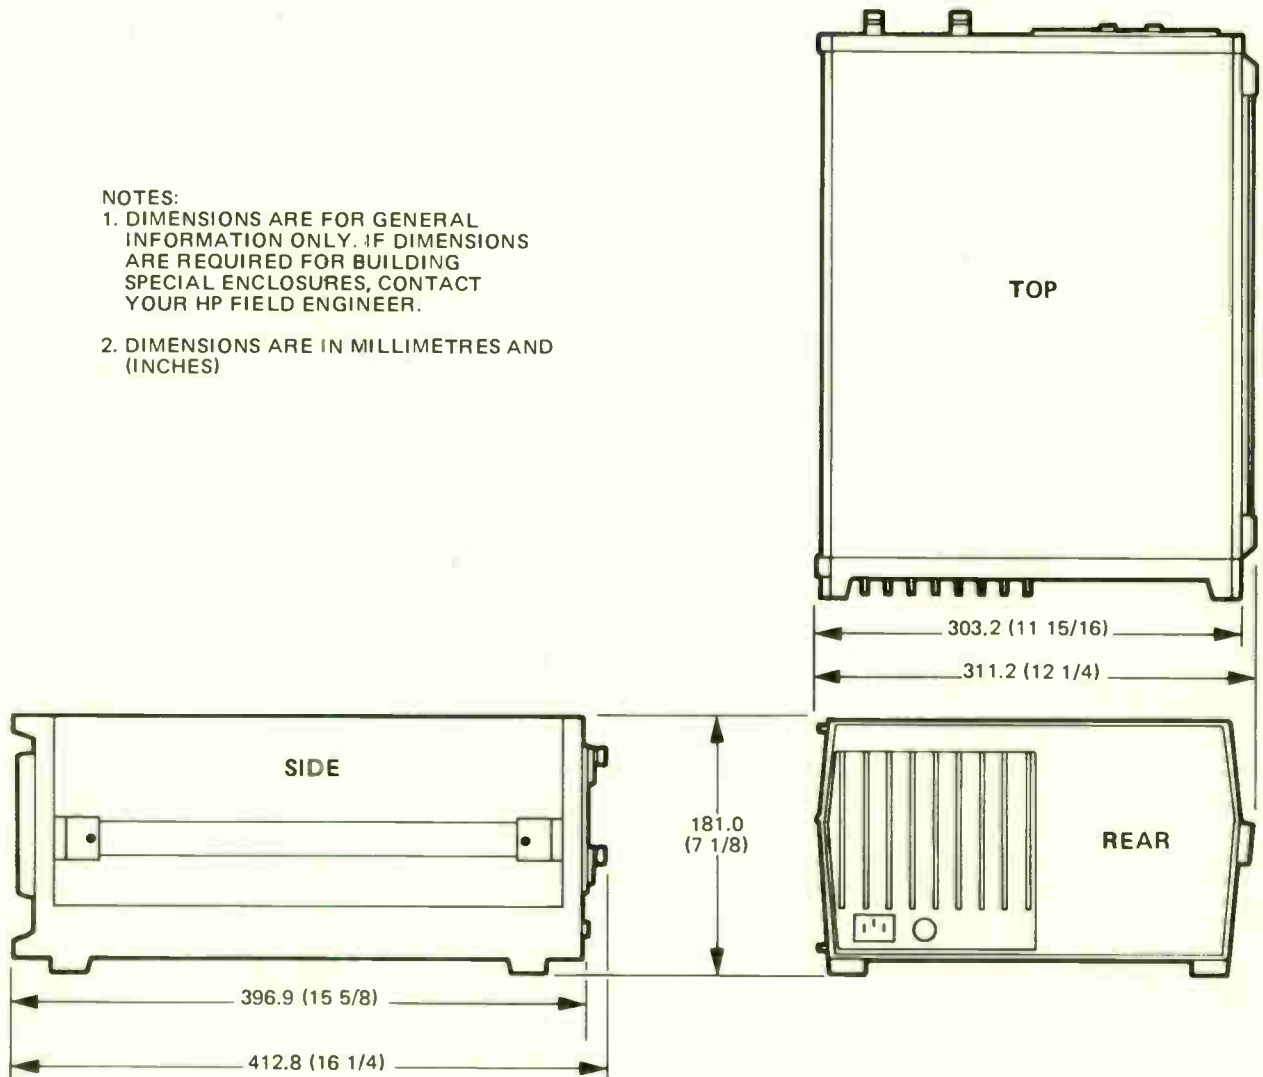 NOTES:
1. DIMENSIONS ARE FOR GENERAL
INFORMATION ONLY. IF DIMENSIONS
ARE REQUIRED FOR BUILDING
SPECIAL ENCLOSURES, CONTACT
YOUR HP FIELD ENGINEER.
2. DIMENSIONS ARE IN MILLIMETRES AND
(INCHES)
TOP
303.2 (11 15/16)
311.2 (12 1/4)
SIDE
181.0
(7 1/8)
REAR
396.9 (15 5/8)
412.8 (16 1/4)